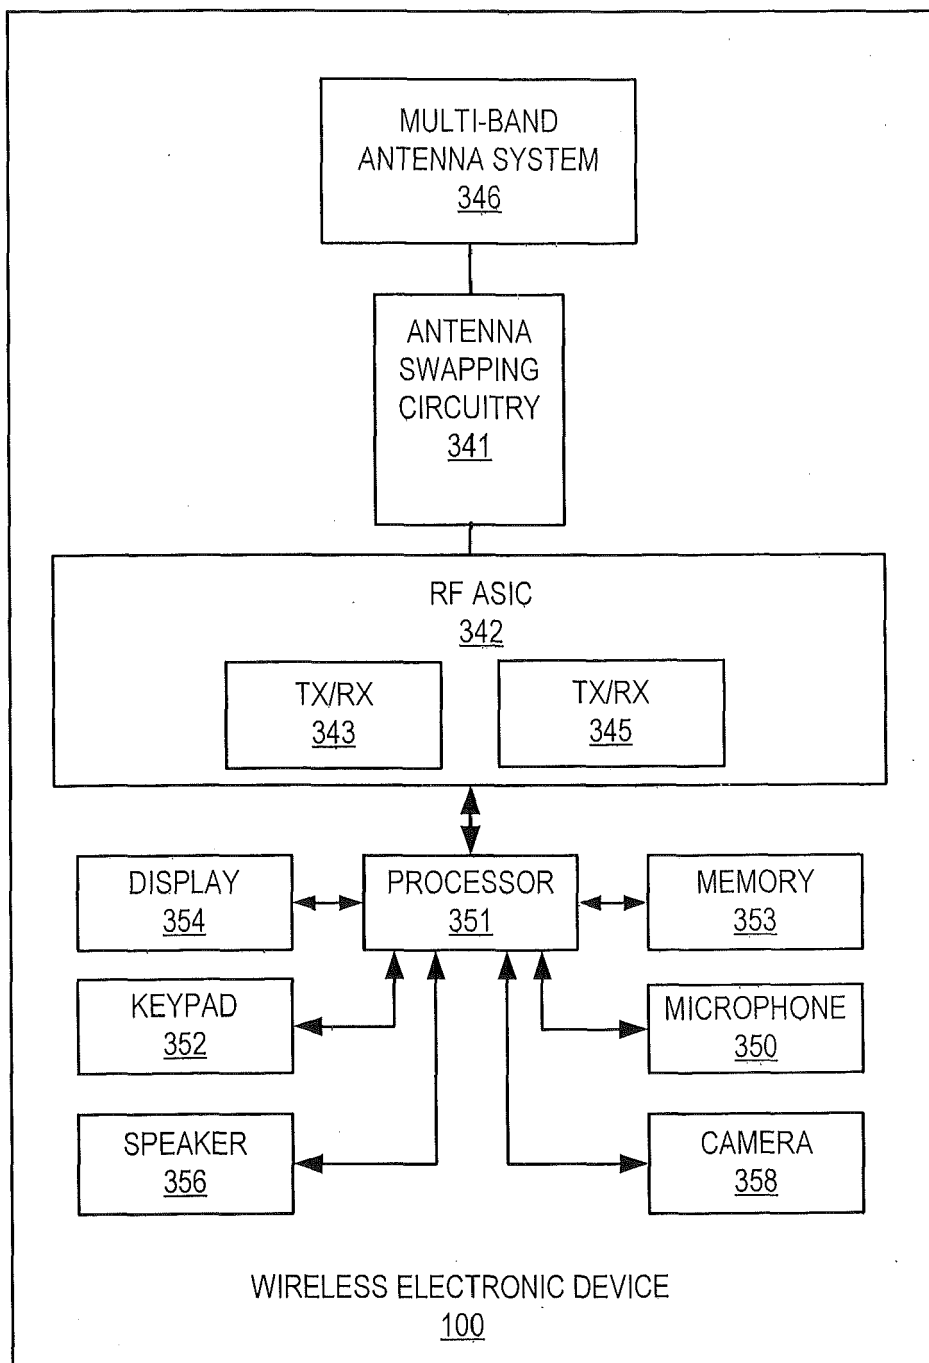 MULTI-BAND
ANTENNA SYSTEM
346
ANTENNA
SWAPPING
CIRCUITRY
341
RF ASIC
342
TX/RX
343
TX/RX
345
DISPLAY
354
PROCESSOR
351
MEMORY
353
KEYPAD
352
MICROPHONE
350
SPEAKER
356
CAMERA
358
WIRELESS ELECTRONIC DEVICE
100